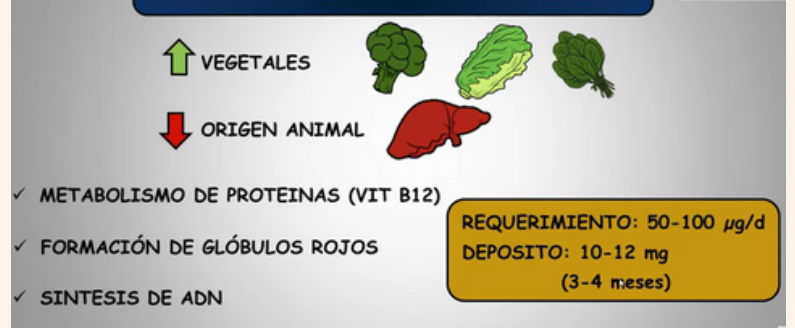 VEGETALES
ORIGEN ANIMAL
✓ METABOLISMO DE PROTEINAS (VIT B12)
✓ FORMACIÓN DE GLÓBULOS ROJOS
✓ SINTESIS DE ADN
REQUERIMIENTO: 50-100 µg/d
DEPOSITO: 10-12 mg
(3-4 meses)